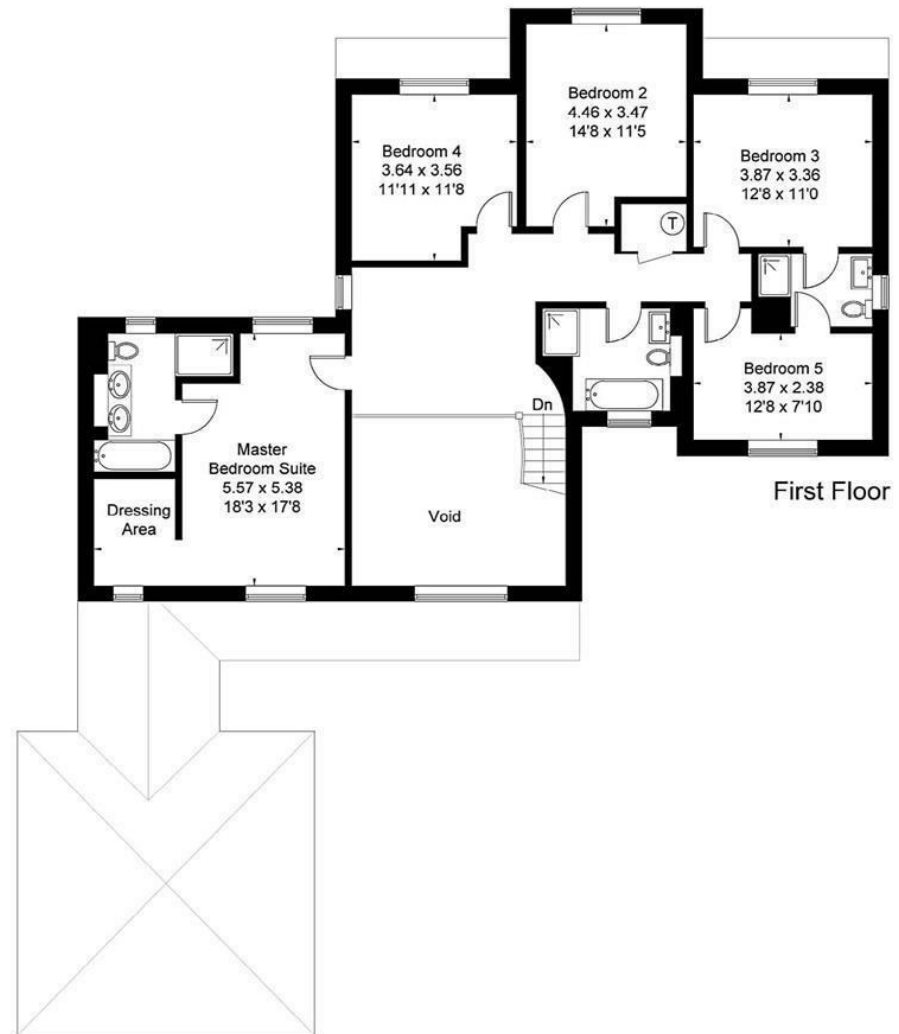 Bedroom 2
4.46 x 3.47
14'8 x 11'5
Bedroom 4
3.64 x 3.56
11'11 x 11'8
Bedroom 3
3.87 x 3.36
12'8 x 11'0
T
Bedroom 5
3.87 x 2.38
12'8 x 7'10
Dn
Master
Bedroom Suite
5.57 x 5.38
18'3 x 17'8
Dressing
Area
Void
First Floor